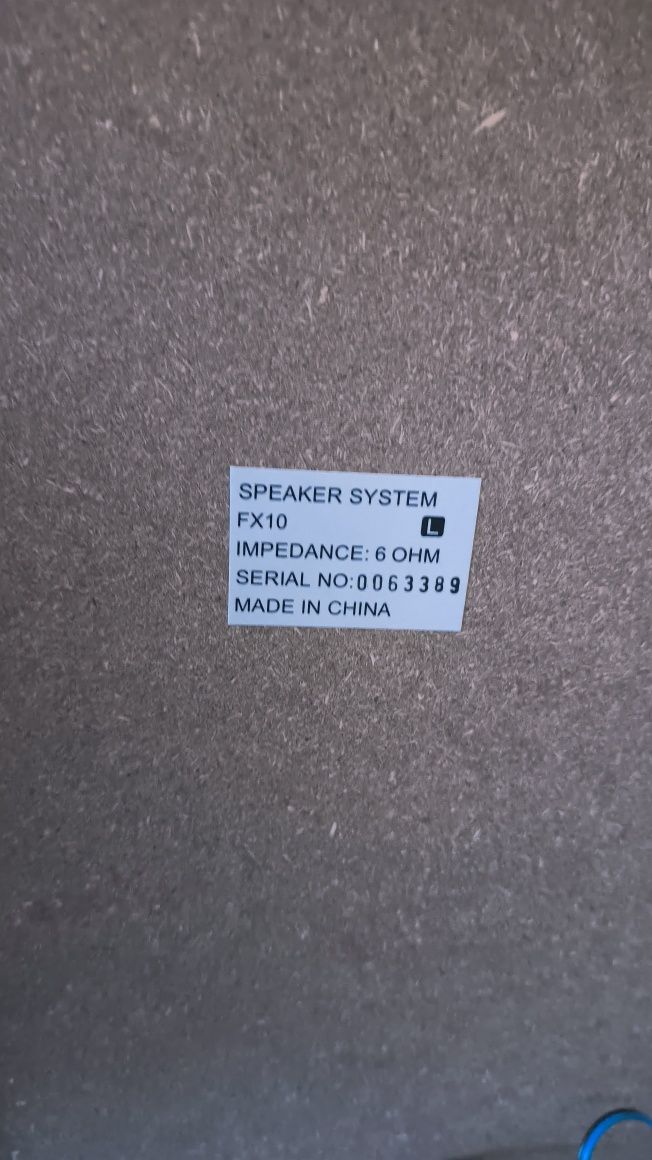 SPEAKER SYSTEM
FX10 L
IMPEDANCE: 6 OHM
SERIAL NO:0063389
MADE IN CHINA